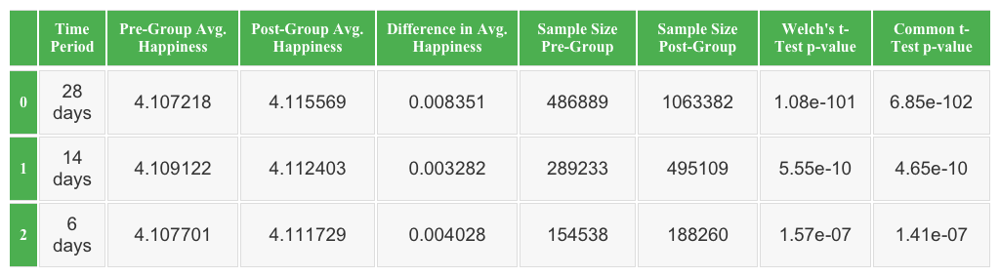 Time Period Pre-Group Avg. Happiness Post-Group Avg. Happiness Difference in Avg. Happiness Sample Size Pre-Group Sample Size Post-Group Welch's t-Test p-value Common t-Test p-value
0 28 days 4.107218 4.115569 0.008351 486889 1063382 1.08e-101 6.85e-102
1 14 days 4.109122 4.112403 0.003282 289233 495109 5.55e-10 4.65e-10
2 6 days 4.107701 4.111729 0.004028 154538 188260 1.57e-07 1.41e-07